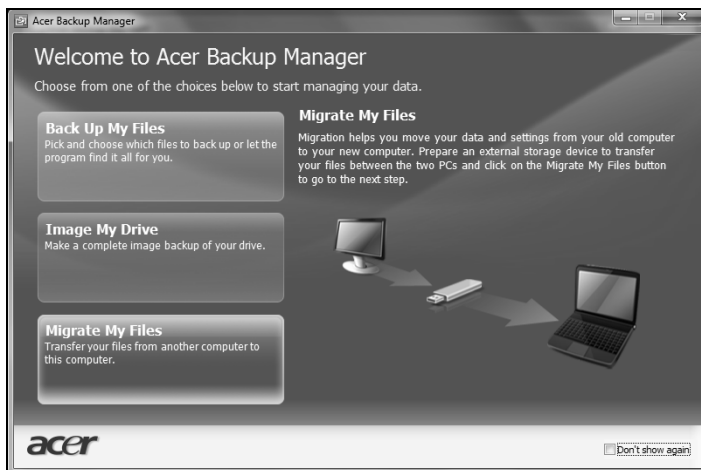 Acer Backup Manager
Welcome to Acer Backup Manager
Choose from one of the choices below to start managing your data.
Back Up My Files
Pick and choose which files to back up or let the
program find it all for you.
Image My Drive
Make a complete image backup of your drive.
Migrate My Files
Transfer your files from another computer to
this computer.
Migrate My Files
Migration helps you move your data and settings from your old computer
to your new computer. Prepare an external storage device to transfer
your files between the two PCs and click on the Migrate My Files button
to go to the next step.
acer
Don't show again